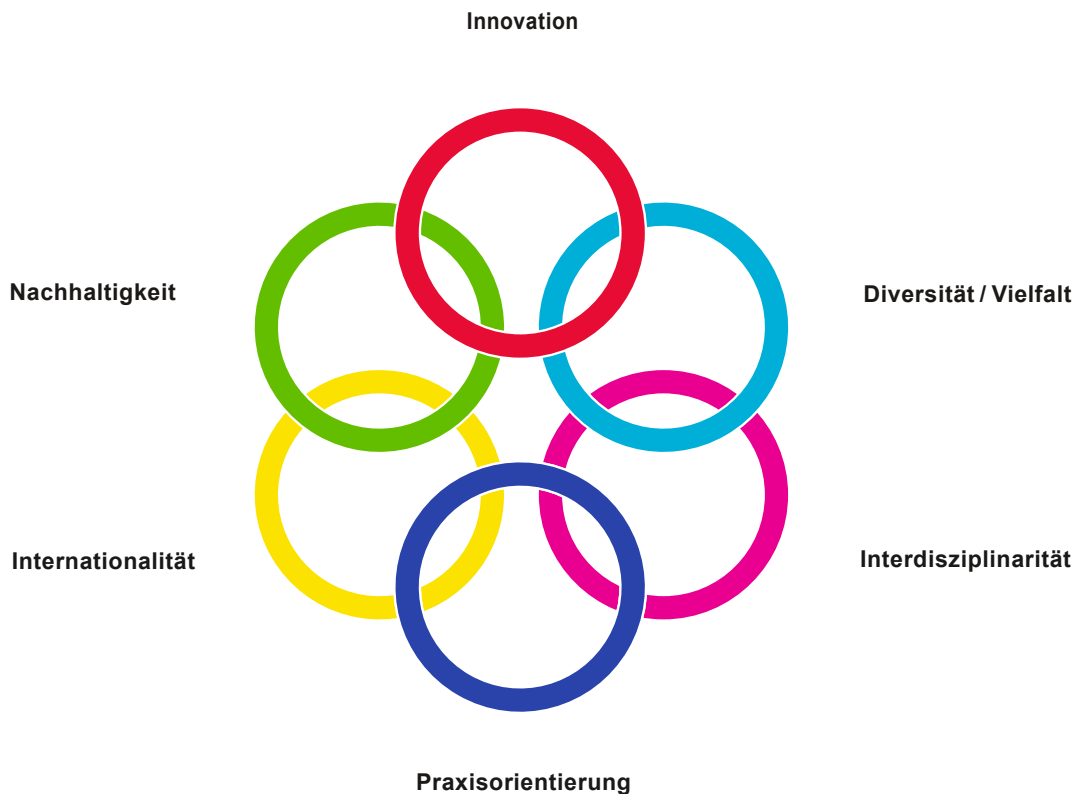 Innovation
Nachhaltigkeit
Diversität / Vielfalt
Internationalität
Interdisziplinarität
Praxisorientierung